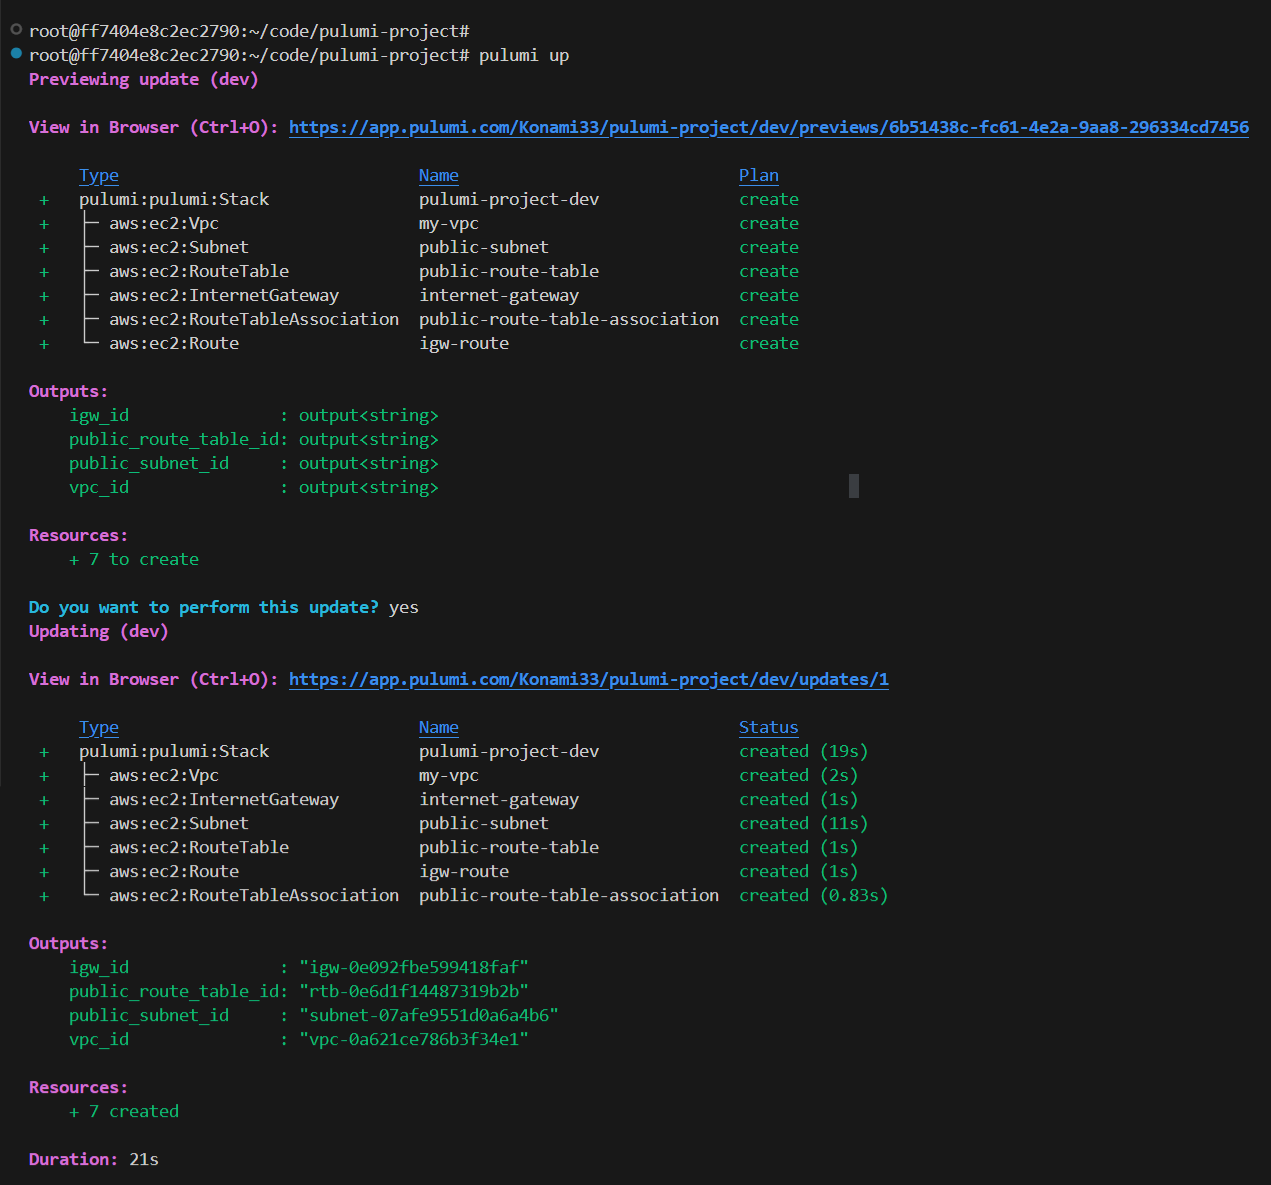 root@ff7404e8c2ec2790:~/code/pulumi-project#
root@ff7404e8c2ec2790:~/code/pulumi-project# pulumi up
Previewing update (dev)
View in Browser (Ctrl+O): https://app.pulumi.com/Konami33/pulumi-project/dev/previews/6b51438c-fc61-4e2a-9aa8-296334cd7456
Type Name Plan
+ pulumi:pulumi:Stack pulumi-project-dev create
+ ├─ aws:ec2:Vpc my-vpc create
+ ├─ aws:ec2:Subnet public-subnet create
+ ├─ aws:ec2:RouteTable public-route-table create
+ ├─ aws:ec2:InternetGateway internet-gateway create
+ ├─ aws:ec2:RouteTableAssociation public-route-table-association create
+ └─ aws:ec2:Route igw-route create
Outputs:
igw_id : output<string>
public_route_table_id: output<string>
public_subnet_id : output<string>
vpc_id : output<string>
Resources:
+ 7 to create
Do you want to perform this update? yes
Updating (dev)
View in Browser (Ctrl+O): https://app.pulumi.com/Konami33/pulumi-project/dev/updates/1
Type Name Status
+ pulumi:pulumi:Stack pulumi-project-dev created (19s)
+ ├─ aws:ec2:Vpc my-vpc created (2s)
+ ├─ aws:ec2:InternetGateway internet-gateway created (1s)
+ ├─ aws:ec2:Subnet public-subnet created (11s)
+ ├─ aws:ec2:RouteTable public-route-table created (1s)
+ ├─ aws:ec2:Route igw-route created (1s)
+ └─ aws:ec2:RouteTableAssociation public-route-table-association created (0.83s)
Outputs:
igw_id : "igw-0e092fbe599418faf"
public_route_table_id: "rtb-0e6d1f14487319b2b"
public_subnet_id : "subnet-07afe9551d0a6a4b6"
vpc_id : "vpc-0a621ce786b3f34e1"
Resources:
+ 7 created
Duration: 21s